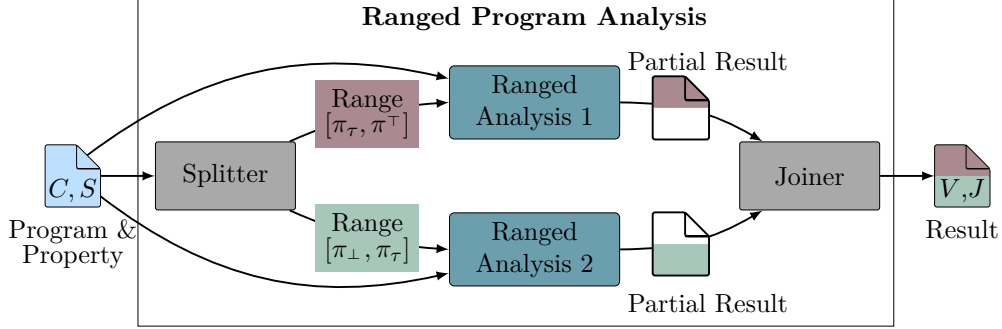 Ranged Program Analysis
Partial Result
Range
[π_τ, π^⊤]
Ranged
Analysis 1
C, S
Splitter
Joiner
V,J
Program &
Property
Result
Range
[π_⊥, π_τ]
Ranged
Analysis 2
Partial Result